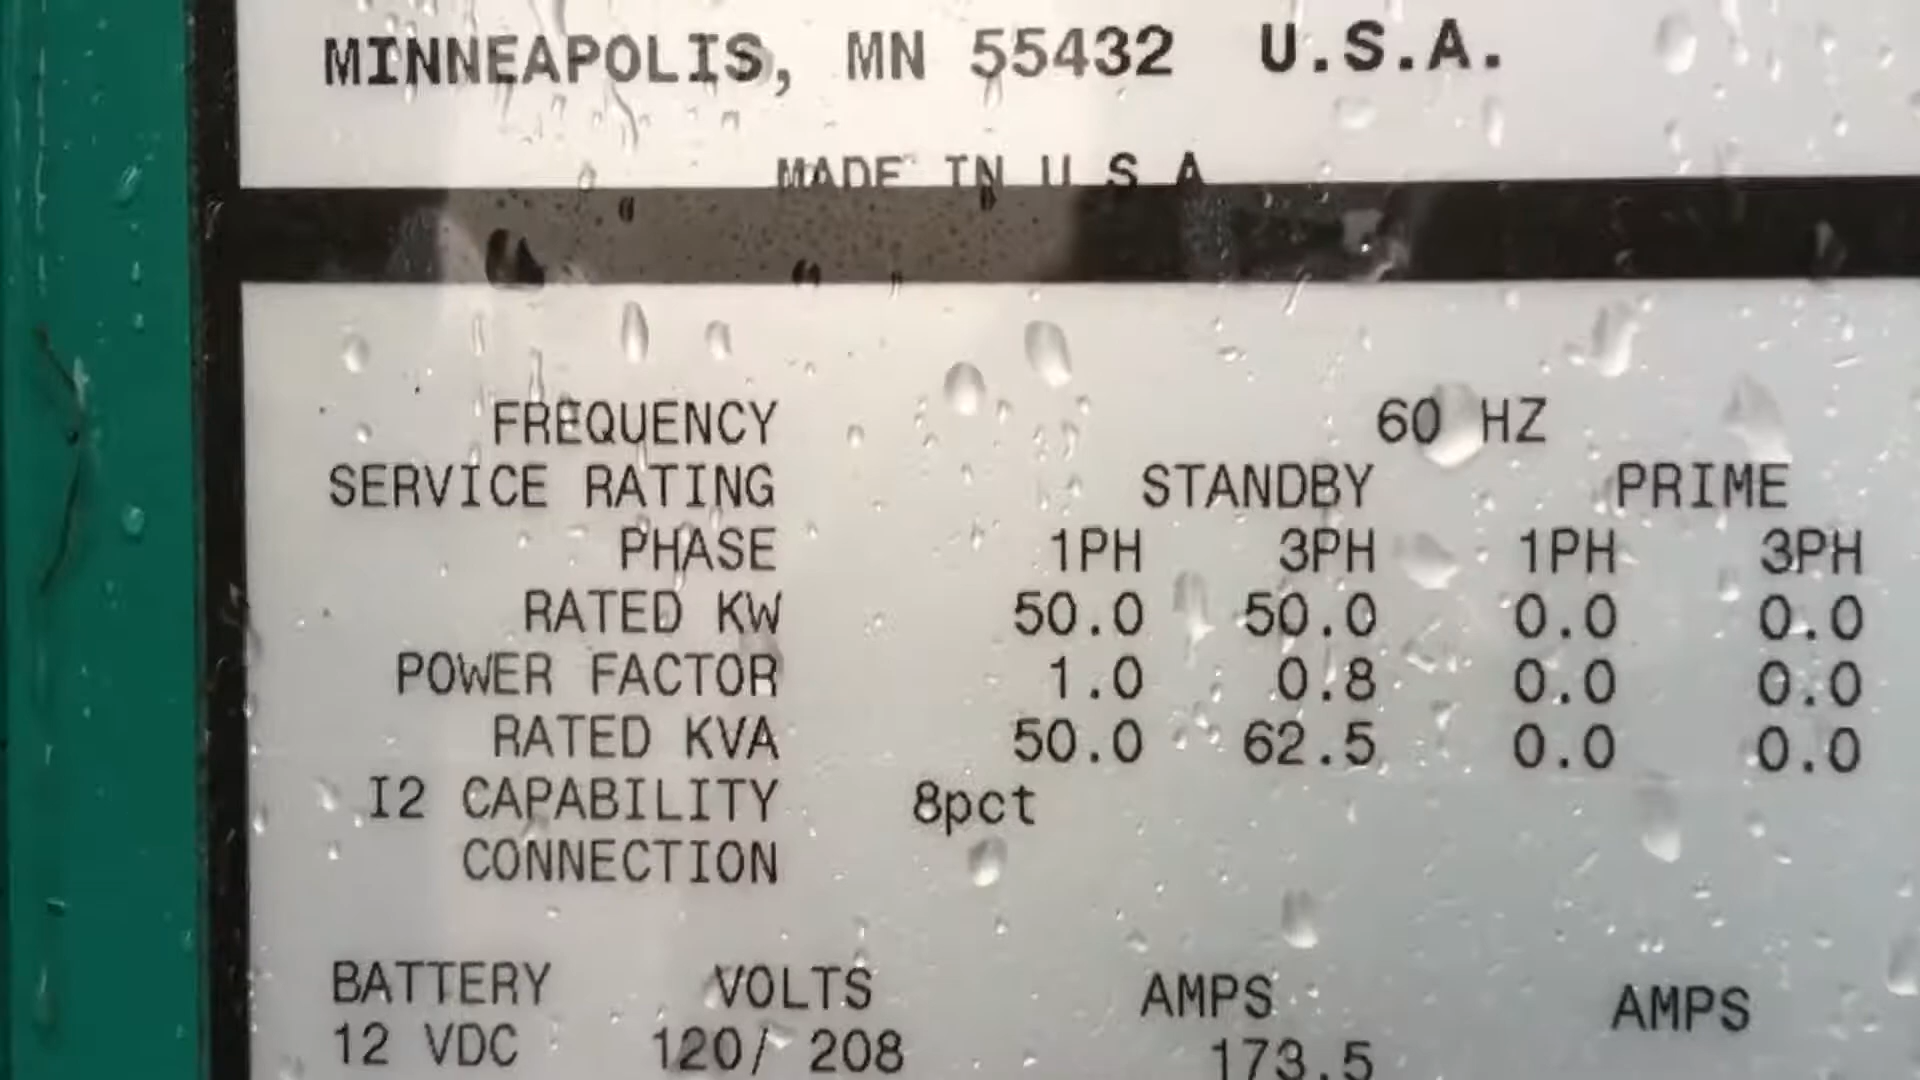 MINNEAPOLIS, MN 55432 U.S.A.
MADE IN U S A
FREQUENCY 60 HZ
SERVICE RATING STANDBY PRIME
PHASE 1PH 3PH 1PH 3PH
RATED KW 50.0 50.0 0.0 0.0
POWER FACTOR 1.0 0.8 0.0 0.0
RATED KVA 50.0 62.5 0.0 0.0
I2 CAPABILITY 8pct
CONNECTION
BATTERY VOLTS AMPS AMPS
12 VDC 120/ 208 173.5